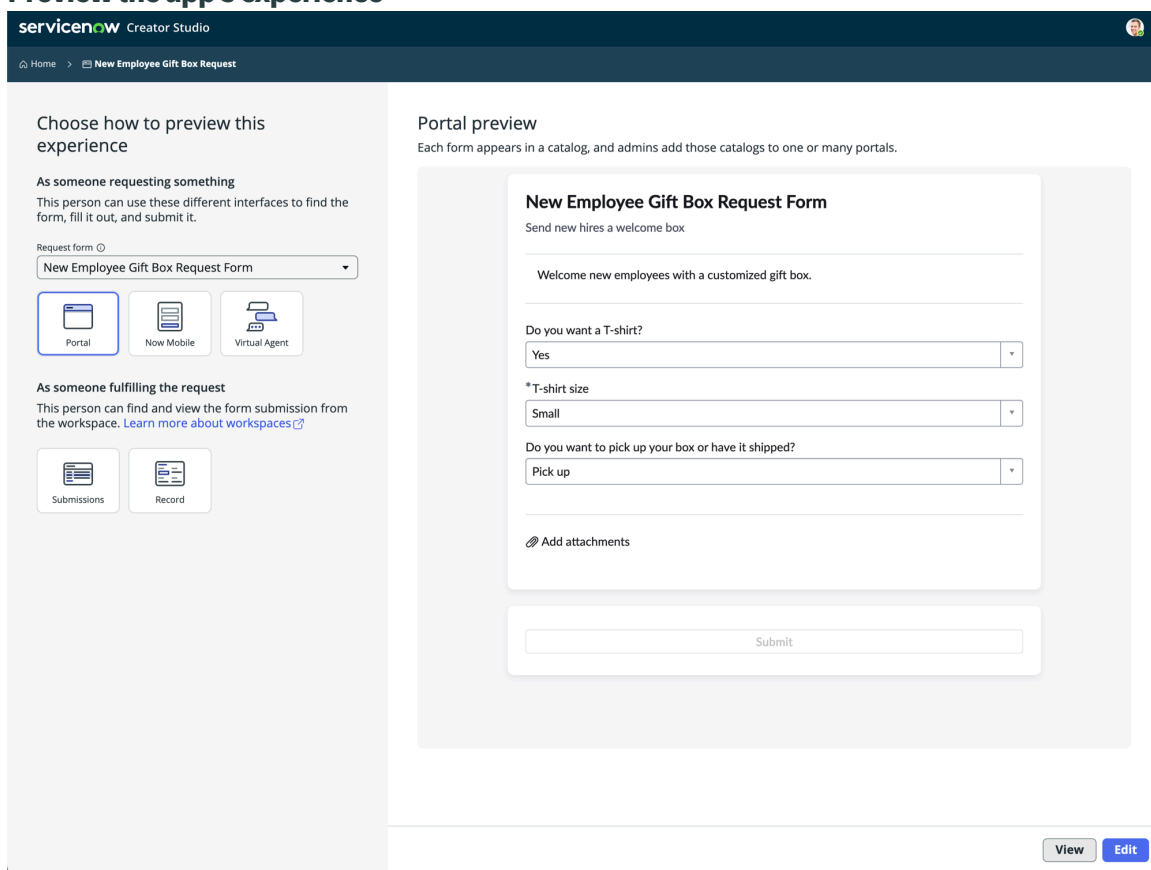 Preview the app's experience
servicenow Creator Studio
Home > New Employee Gift Box Request
Choose how to preview this
experience
As someone requesting something
This person can use these different interfaces to find the
form, fill it out, and submit it.
Request form
New Employee Gift Box Request Form
Portal
Now Mobile
Virtual Agent
As someone fulfilling the request
This person can find and view the form submission from
the workspace. Learn more about workspaces
Submissions
Record
Portal preview
Each form appears in a catalog, and admins add those catalogs to one or many portals.
New Employee Gift Box Request Form
Send new hires a welcome box
Welcome new employees with a customized gift box.
Do you want a T-shirt?
Yes
*T-shirt size
Small
Do you want to pick up your box or have it shipped?
Pick up
Add attachments
Submit
View
Edit